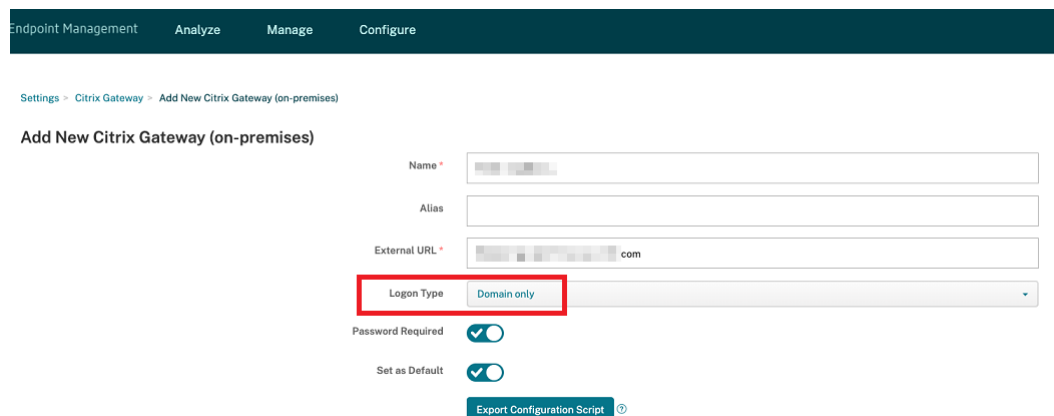 Endpoint Management Analyze Manage Configure
Settings > Citrix Gateway > Add New Citrix Gateway (on-premises)
Add New Citrix Gateway (on-premises)
Name *
Alias
External URL * com
Logon Type Domain only
Password Required
Set as Default
Export Configuration Script ?